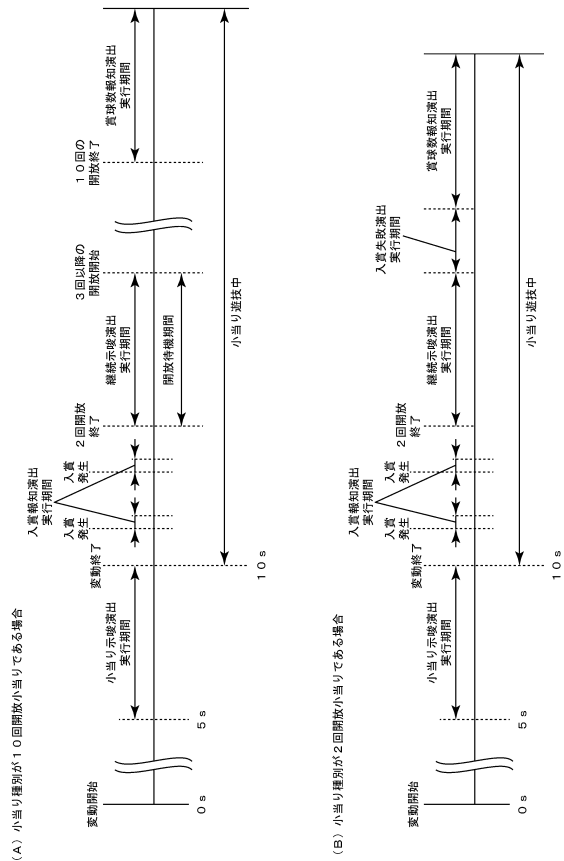 （A）小当り種別が１０回開放小当りである場合
変動開始
０ｓ
５ｓ
小当り示唆演出
実行期間
変動終了
１０ｓ
入賞報知演出
実行期間
入賞
発生
入賞
発生
２回開放
終了
継続示唆演出
実行期間
開放待機期間
３回以降の
開放開始
１０回の
開放終了
賞球数報知演出
実行期間
小当り遊技中
（B）小当り種別が２回開放小当りである場合
変動開始
０ｓ
５ｓ
小当り示唆演出
実行期間
変動終了
１０ｓ
入賞報知演出
実行期間
入賞
発生
入賞
発生
２回開放
終了
継続示唆演出
実行期間
入賞失敗演出
実行期間
賞球数報知演出
実行期間
小当り遊技中